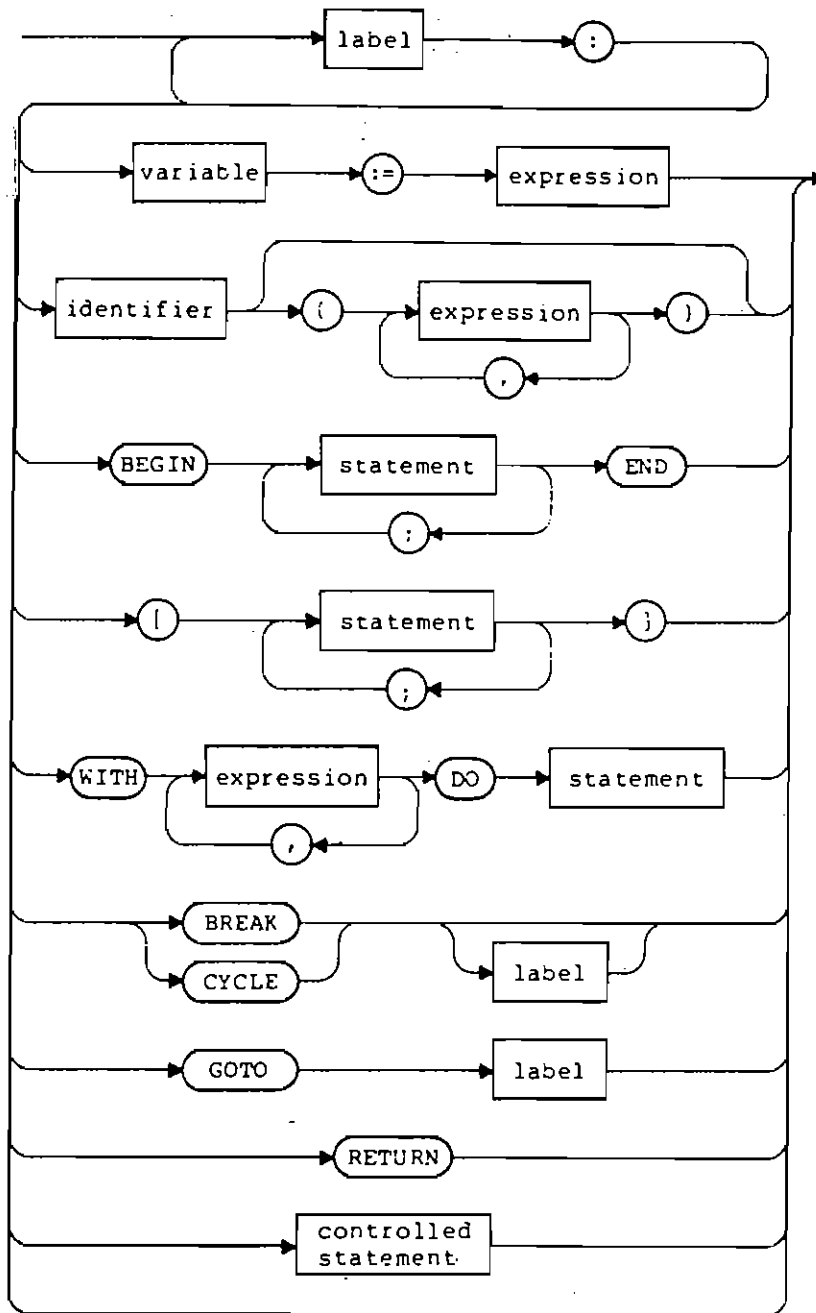 label :
variable := expression
identifier ( expression )
,
BEGIN statement END
;
[ statement ]
;
WITH expression DO statement
,
BREAK
CYCLE label
GOTO label
RETURN
controlled
statement